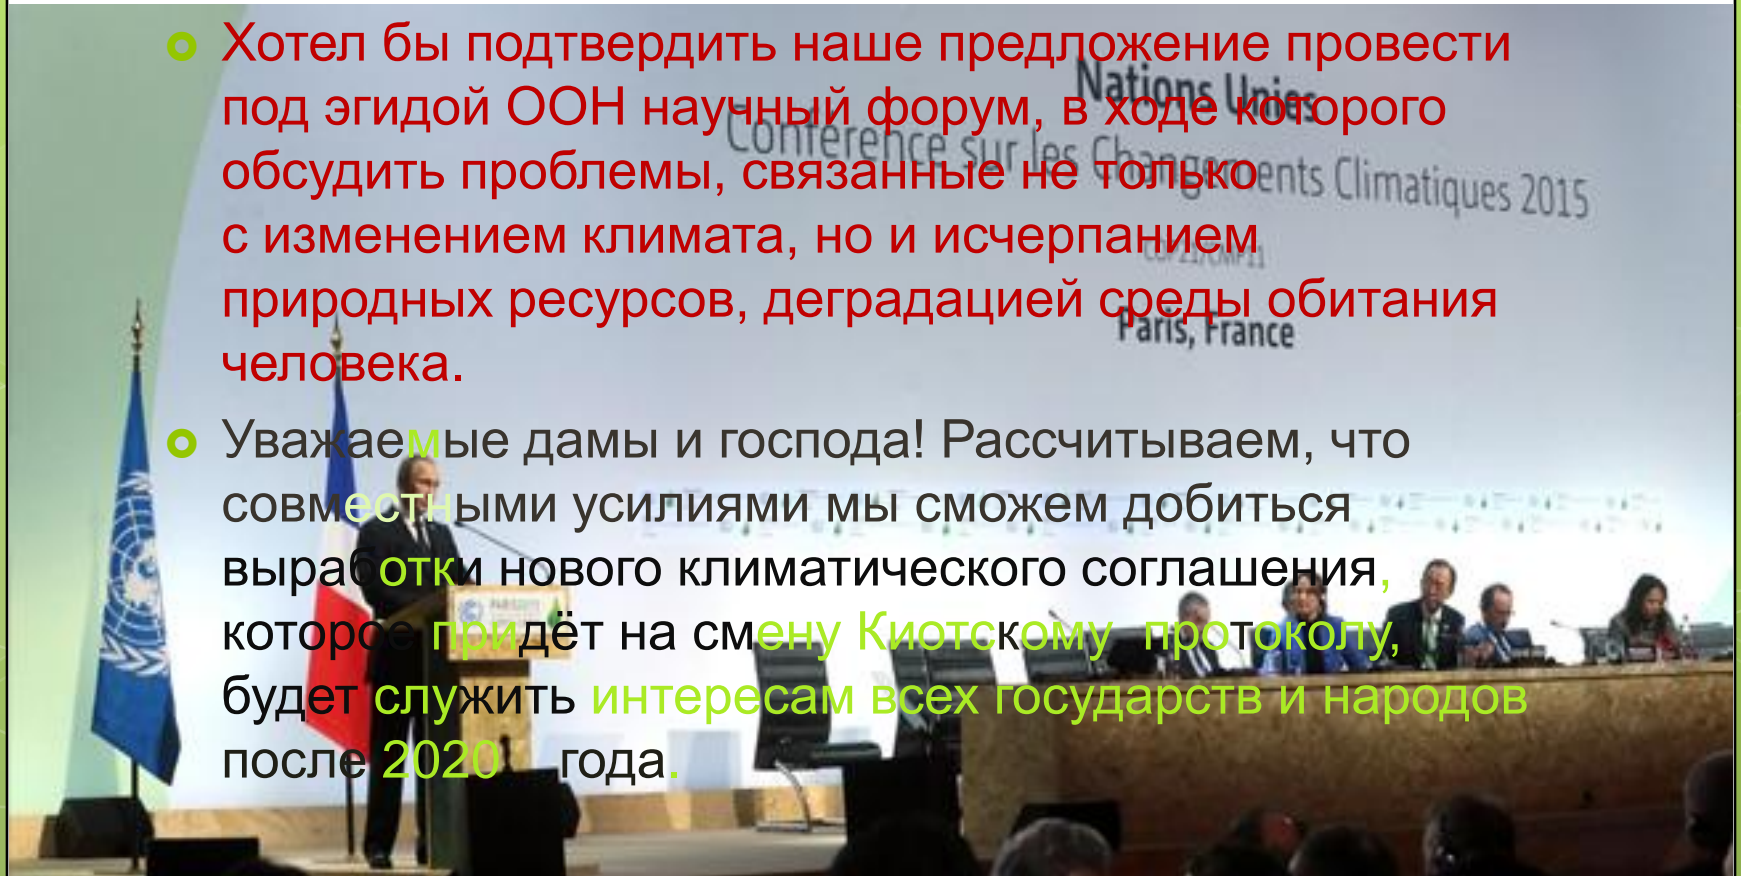 Хотел бы подтвердить наше предложение провести
под эгидой ООН научный форум, в ходе которого
обсудить проблемы, связанные не только
с изменением климата, но и исчерпанием
природных ресурсов, деградацией среды обитания
человека.
Уважаемые дамы и господа! Рассчитываем, что
совместными усилиями мы сможем добиться
выработки нового климатического соглашения,
которое придёт на смену Киотскому протоколу,
будет служить интересам всех государств и народов
после 2020 года.
Nations Unies
Conférence sur les Changements Climatiques 2015
COP21/CMP11
Paris, France